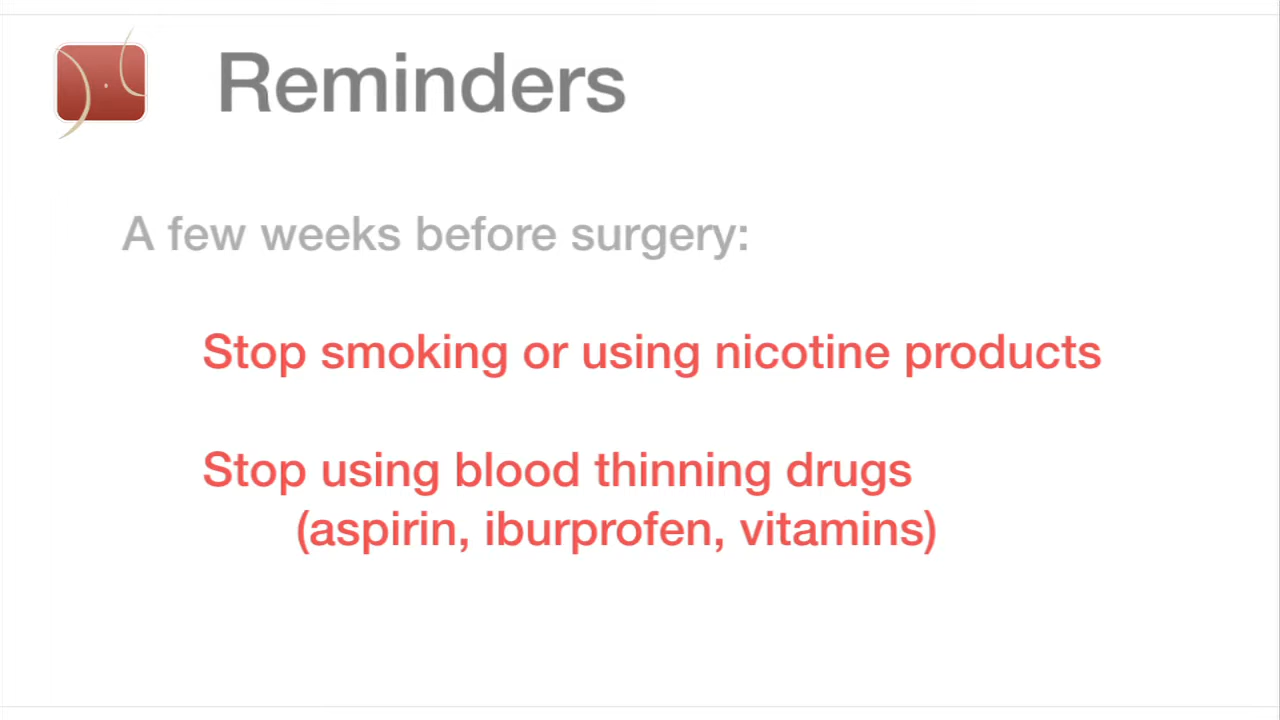 Reminders
A few weeks before surgery:
Stop smoking or using nicotine products
Stop using blood thinning drugs
(aspirin, iburprofen, vitamins)